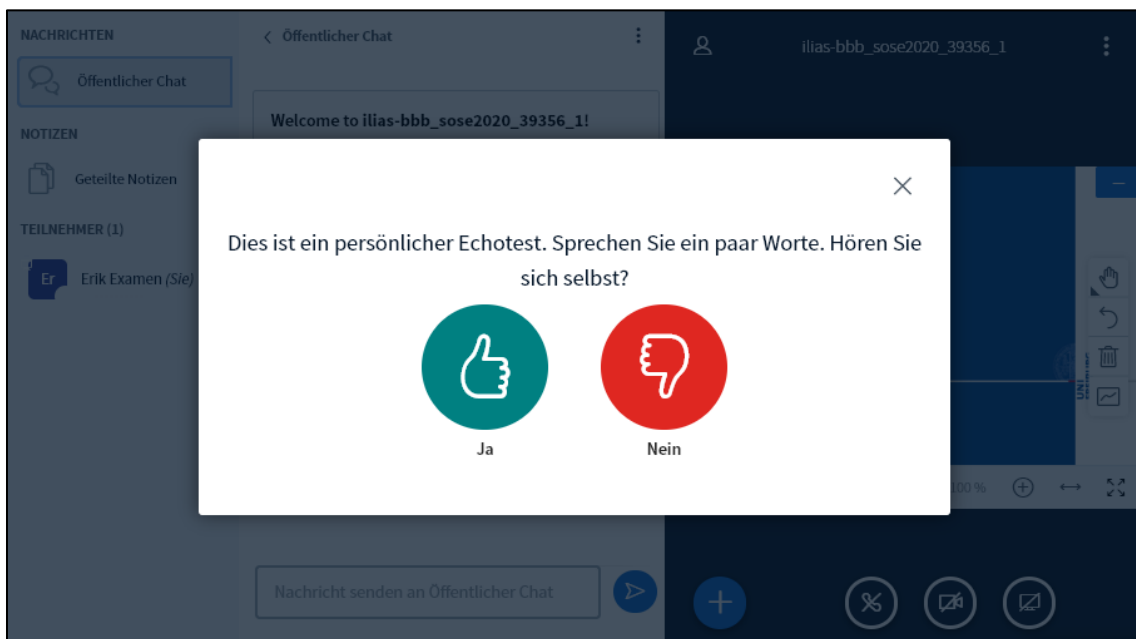 NACHRICHTEN
Öffentlicher Chat
NOTIZEN
Geteilte Notizen
TEILNEHMER (1)
Er
Erik Examen (Sie)
Öffentlicher Chat
Welcome to ilias-bbb_sose2020_39356_1!
Nachricht senden an Öffentlicher Chat
ilias-bbb_sose2020_39356_1
Dies ist ein persönlicher Echotest. Sprechen Sie ein paar Worte. Hören Sie
sich selbst?
Ja
Nein
UNI
100 %